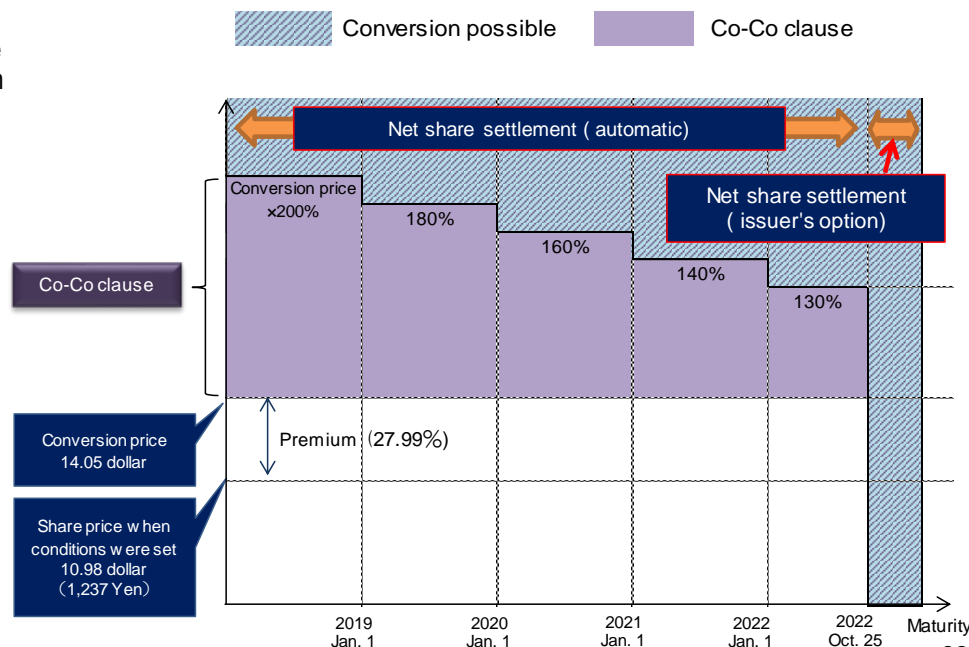 Conversion possible
Co-Co clause
Net share settlement ( automatic)
Net share settlement
( issuer's option)
Conversion price
×200%
180%
160%
140%
130%
Co-Co clause
Premium (27.99%)
Conversion price
14.05 dollar
Share price when
conditions were set
10.98 dollar
(1,237 Yen)
2019
Jan. 1
2020
Jan. 1
2021
Jan. 1
2022
Jan. 1
2022
Oct. 25
Maturity